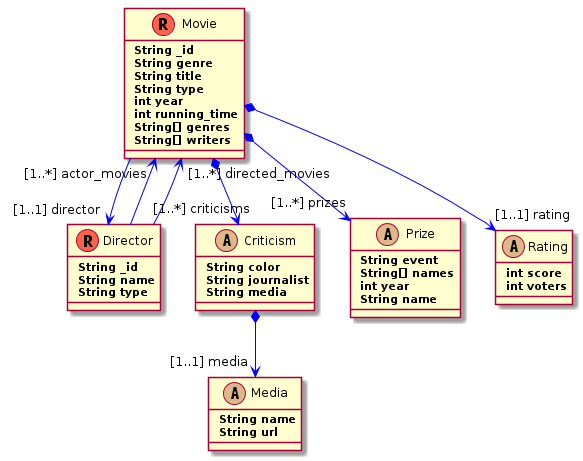 R Movie
String _id
String genre
String title
String type
int year
int running_time
String[] genres
String[] writers
[1..*] actor_movies
[1..*] directed_movies
[1..1] director
[1..*] criticisms
[1..*] prizes
[1..1] rating
R Director
String _id
String name
String type
A Criticism
String color
String journalist
String media
A Prize
String event
String[] names
int year
String name
A Rating
int score
int voters
[1..1] media
A Media
String name
String url